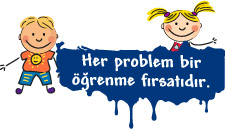 Her problem bir
öğrenme fırsatıdır.